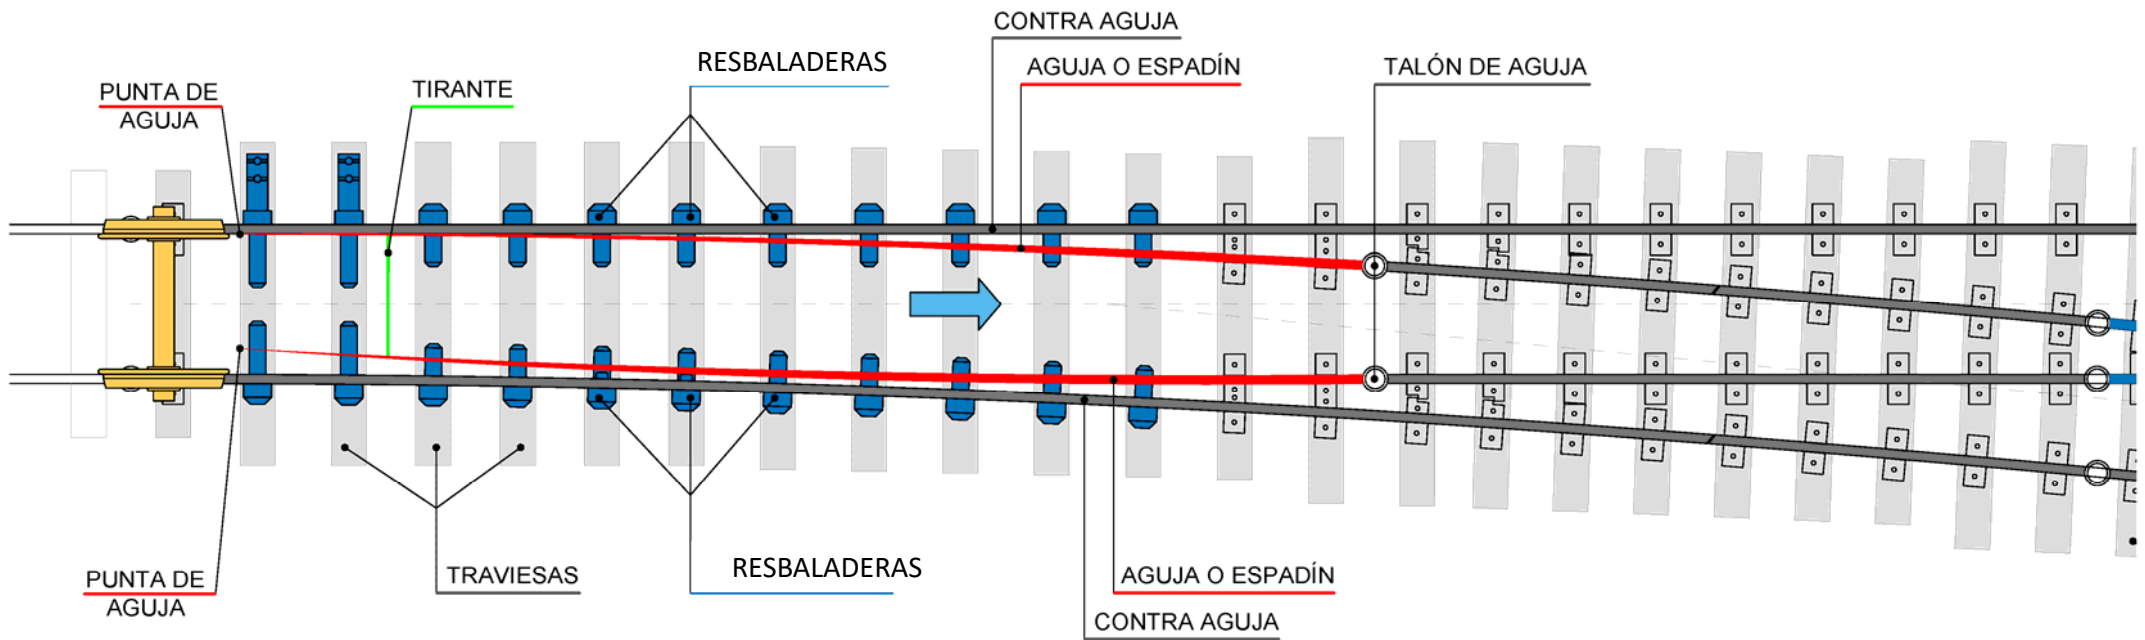 CONTRA AGUJA
RESBALADERAS
AGUJA O ESPADÍN
TALÓN DE AGUJA
PUNTA DE
AGUJA
TIRANTE
PUNTA DE
AGUJA
TRAVIESAS
RESBALADERAS
AGUJA O ESPADÍN
CONTRA AGUJA